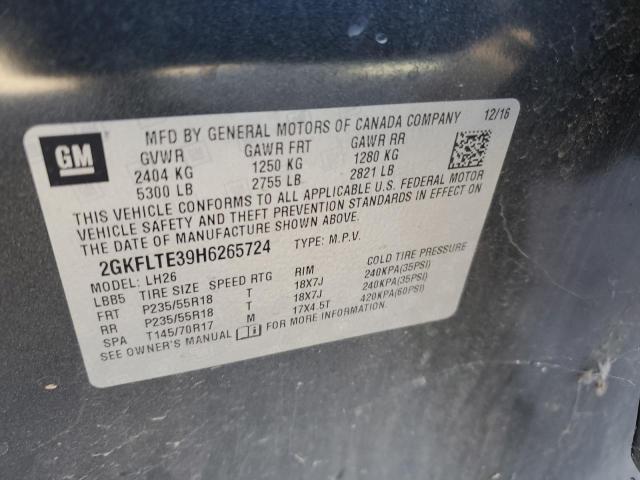 GM
MFD BY GENERAL MOTORS OF CANADA COMPANY 12/16
GVWR GAWR FRT GAWR RR
2404 KG 1250 KG 1280 KG
5300 LB 2755 LB 2821 LB
THIS VEHICLE CONFORMS TO ALL APPLICABLE U.S. FEDERAL MOTOR
VEHICLE SAFETY AND THEFT PREVENTION STANDARDS IN EFFECT ON
THE DATE OF MANUFACTURE SHOWN ABOVE.
2GKFLTE39H6265724 TYPE: M.P.V.
MODEL: LH26
LBB5 TIRE SIZE SPEED RTG RIM COLD TIRE PRESSURE
FRT P235/55R18 T 18X7J 240KPA(35PSI)
RR P235/55R18 T 18X7J 240KPA(35PSI)
SPA T145/70R17 M 17X4.5T 420KPA(60PSI)
SEE OWNER'S MANUAL FOR MORE INFORMATION.